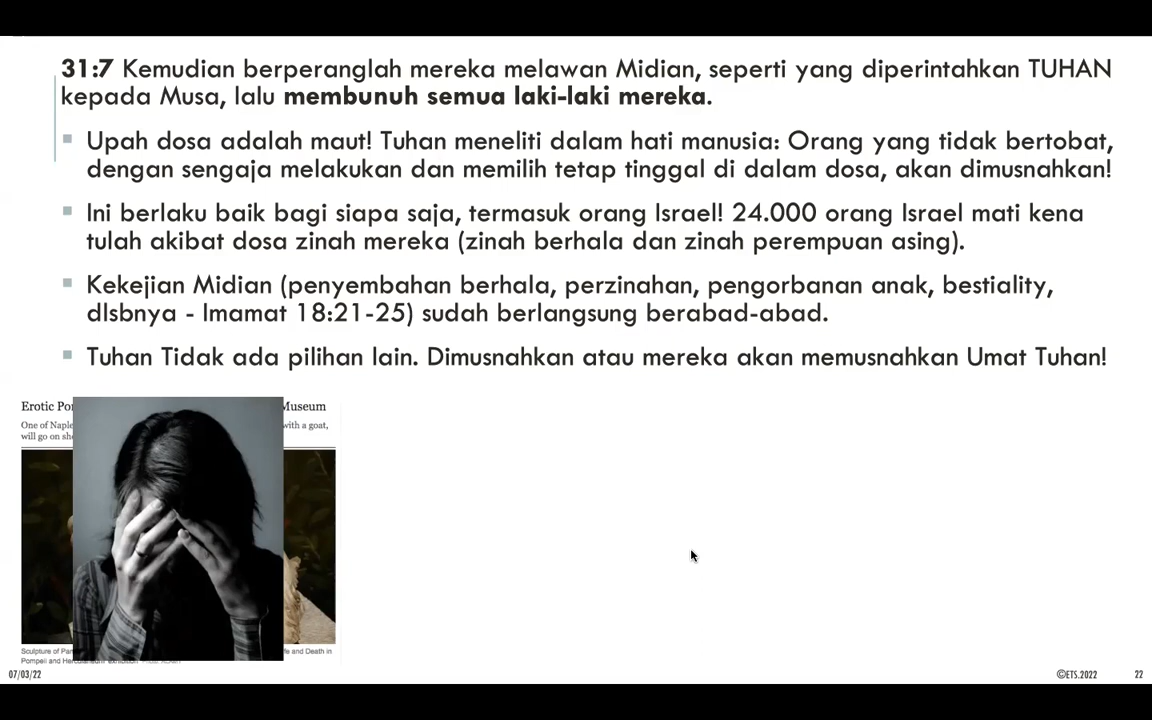 31:7 Kemudian berperanglah mereka melawan Midian, seperti yang diperintahkan TUHAN
kepada Musa, lalu membunuh semua laki-laki mereka.
Upah dosa adalah maut! Tuhan meneliti dalam hati manusia: Orang yang tidak bertobat,
dengan sengaja melakukan dan memilih tetap tinggal di dalam dosa, akan dimusnahkan!
Ini berlaku baik bagi siapa saja, termasuk orang Israel! 24.000 orang Israel mati kena
tulah akibat dosa zinah mereka (zinah berhala dan zinah perempuan asing).
Kekejian Midian (penyembahan berhala, perzinahan, pengorbanan anak, bestiality,
dlsbnya - Imamat 18:21-25) sudah berlangsung berabad-abad.
Tuhan Tidak ada pilihan lain. Dimusnahkan atau mereka akan memusnahkan Umat Tuhan!
Erotic Museum
One of with a goat,
will go on
Sculpture of and Death in
Pompeii and exhibition
07/03/22 ©ETS.2022 22